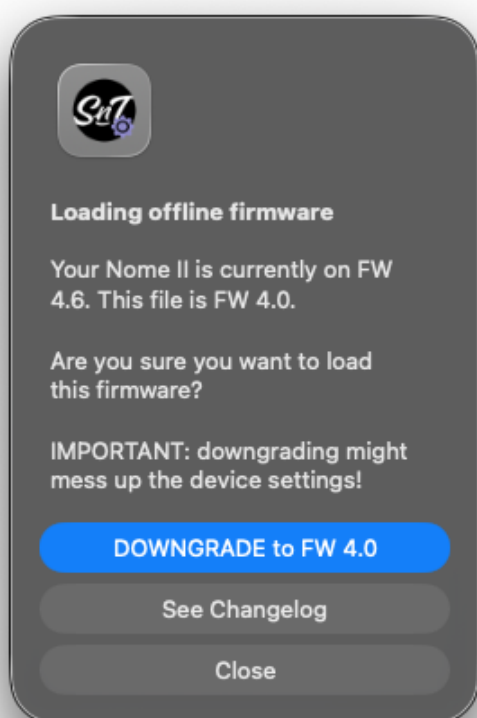 SnT
Loading offline firmware
Your Nome II is currently on FW
4.6. This file is FW 4.0.
Are you sure you want to load
this firmware?
IMPORTANT: downgrading might
mess up the device settings!
DOWNGRADE to FW 4.0
See Changelog
Close